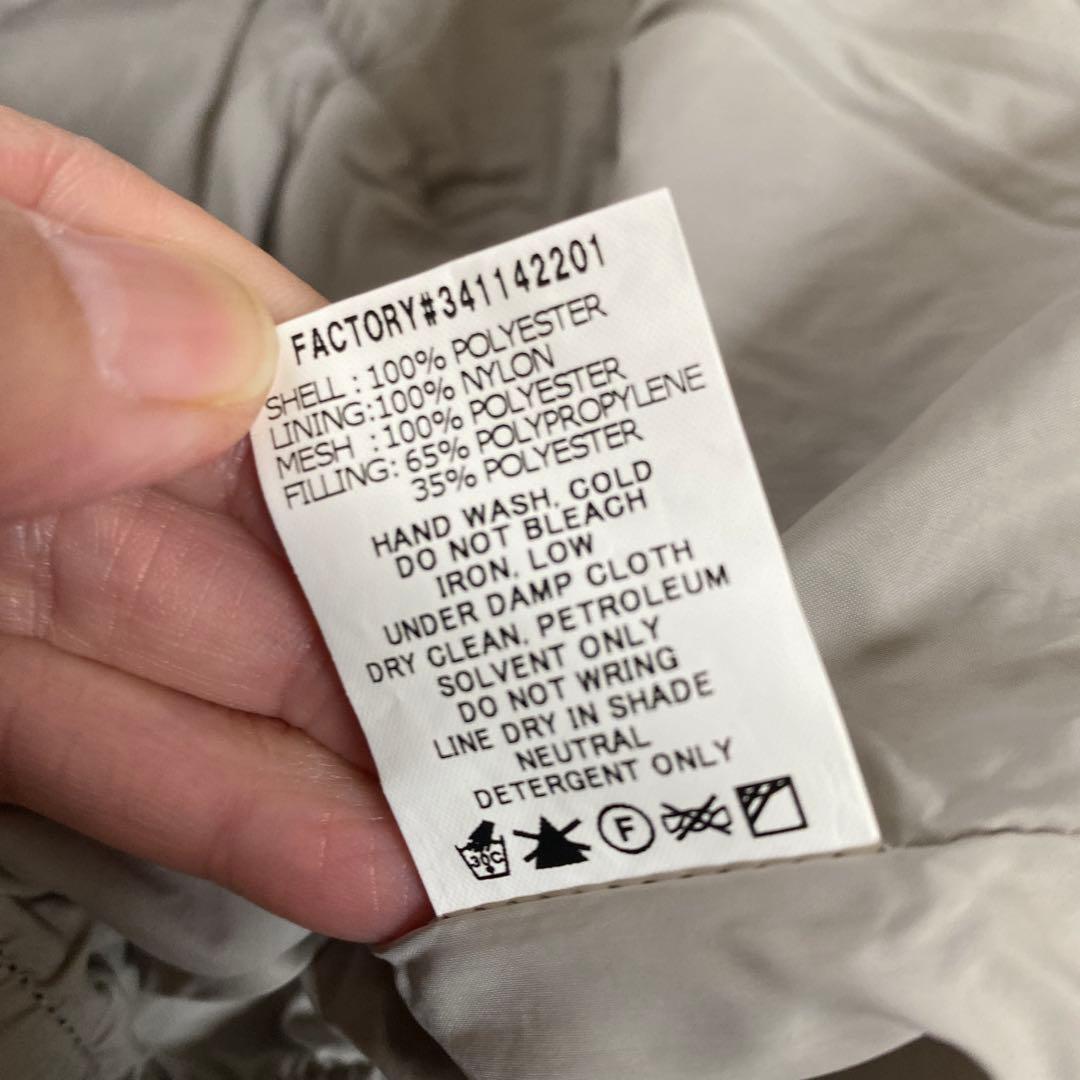 FACTORY#341142201
SHELL : 100% POLYESTER
LINING:100% NYLON
MESH :100% POLYESTER
FILLING: 65% POLYPROPYLENE
35% POLYESTER
HAND WASH, COLD
DO NOT BLEACH
IRON, LOW
UNDER DAMP CLOTH
DRY CLEAN, PETROLEUM
SOLVENT ONLY
DO NOT WRING
LINE DRY IN SHADE
NEUTRAL
DETERGENT ONLY
30C F